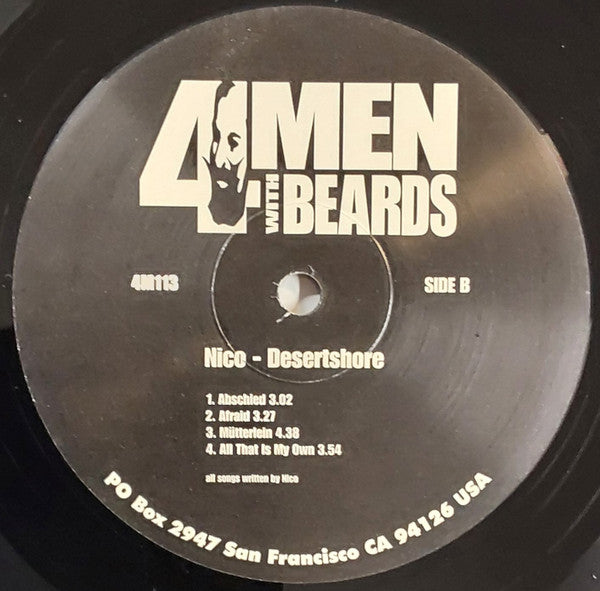 4 MEN
WITH BEARDS
4M113
SIDE B
Nico - Desertshore
1. Abschied 3.02
2. Afraid 3.27
3. Mütterlein 4.38
4. All That Is My Own 3.54
all songs written by Nico
PO Box 2947 San Francisco CA 94126 USA